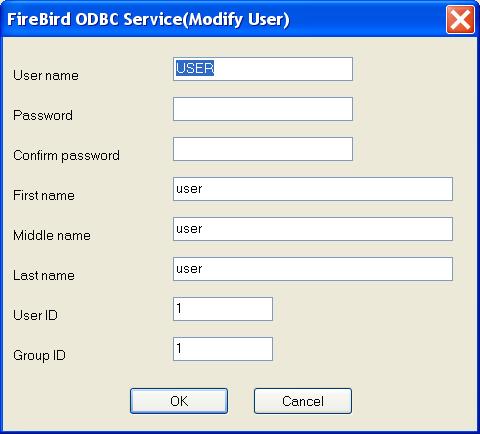 FireBird ODBC Service(Modify User)
User name USER
Password
Confirm password
First name user
Middle name user
Last name user
User ID 1
Group ID 1
OK Cancel